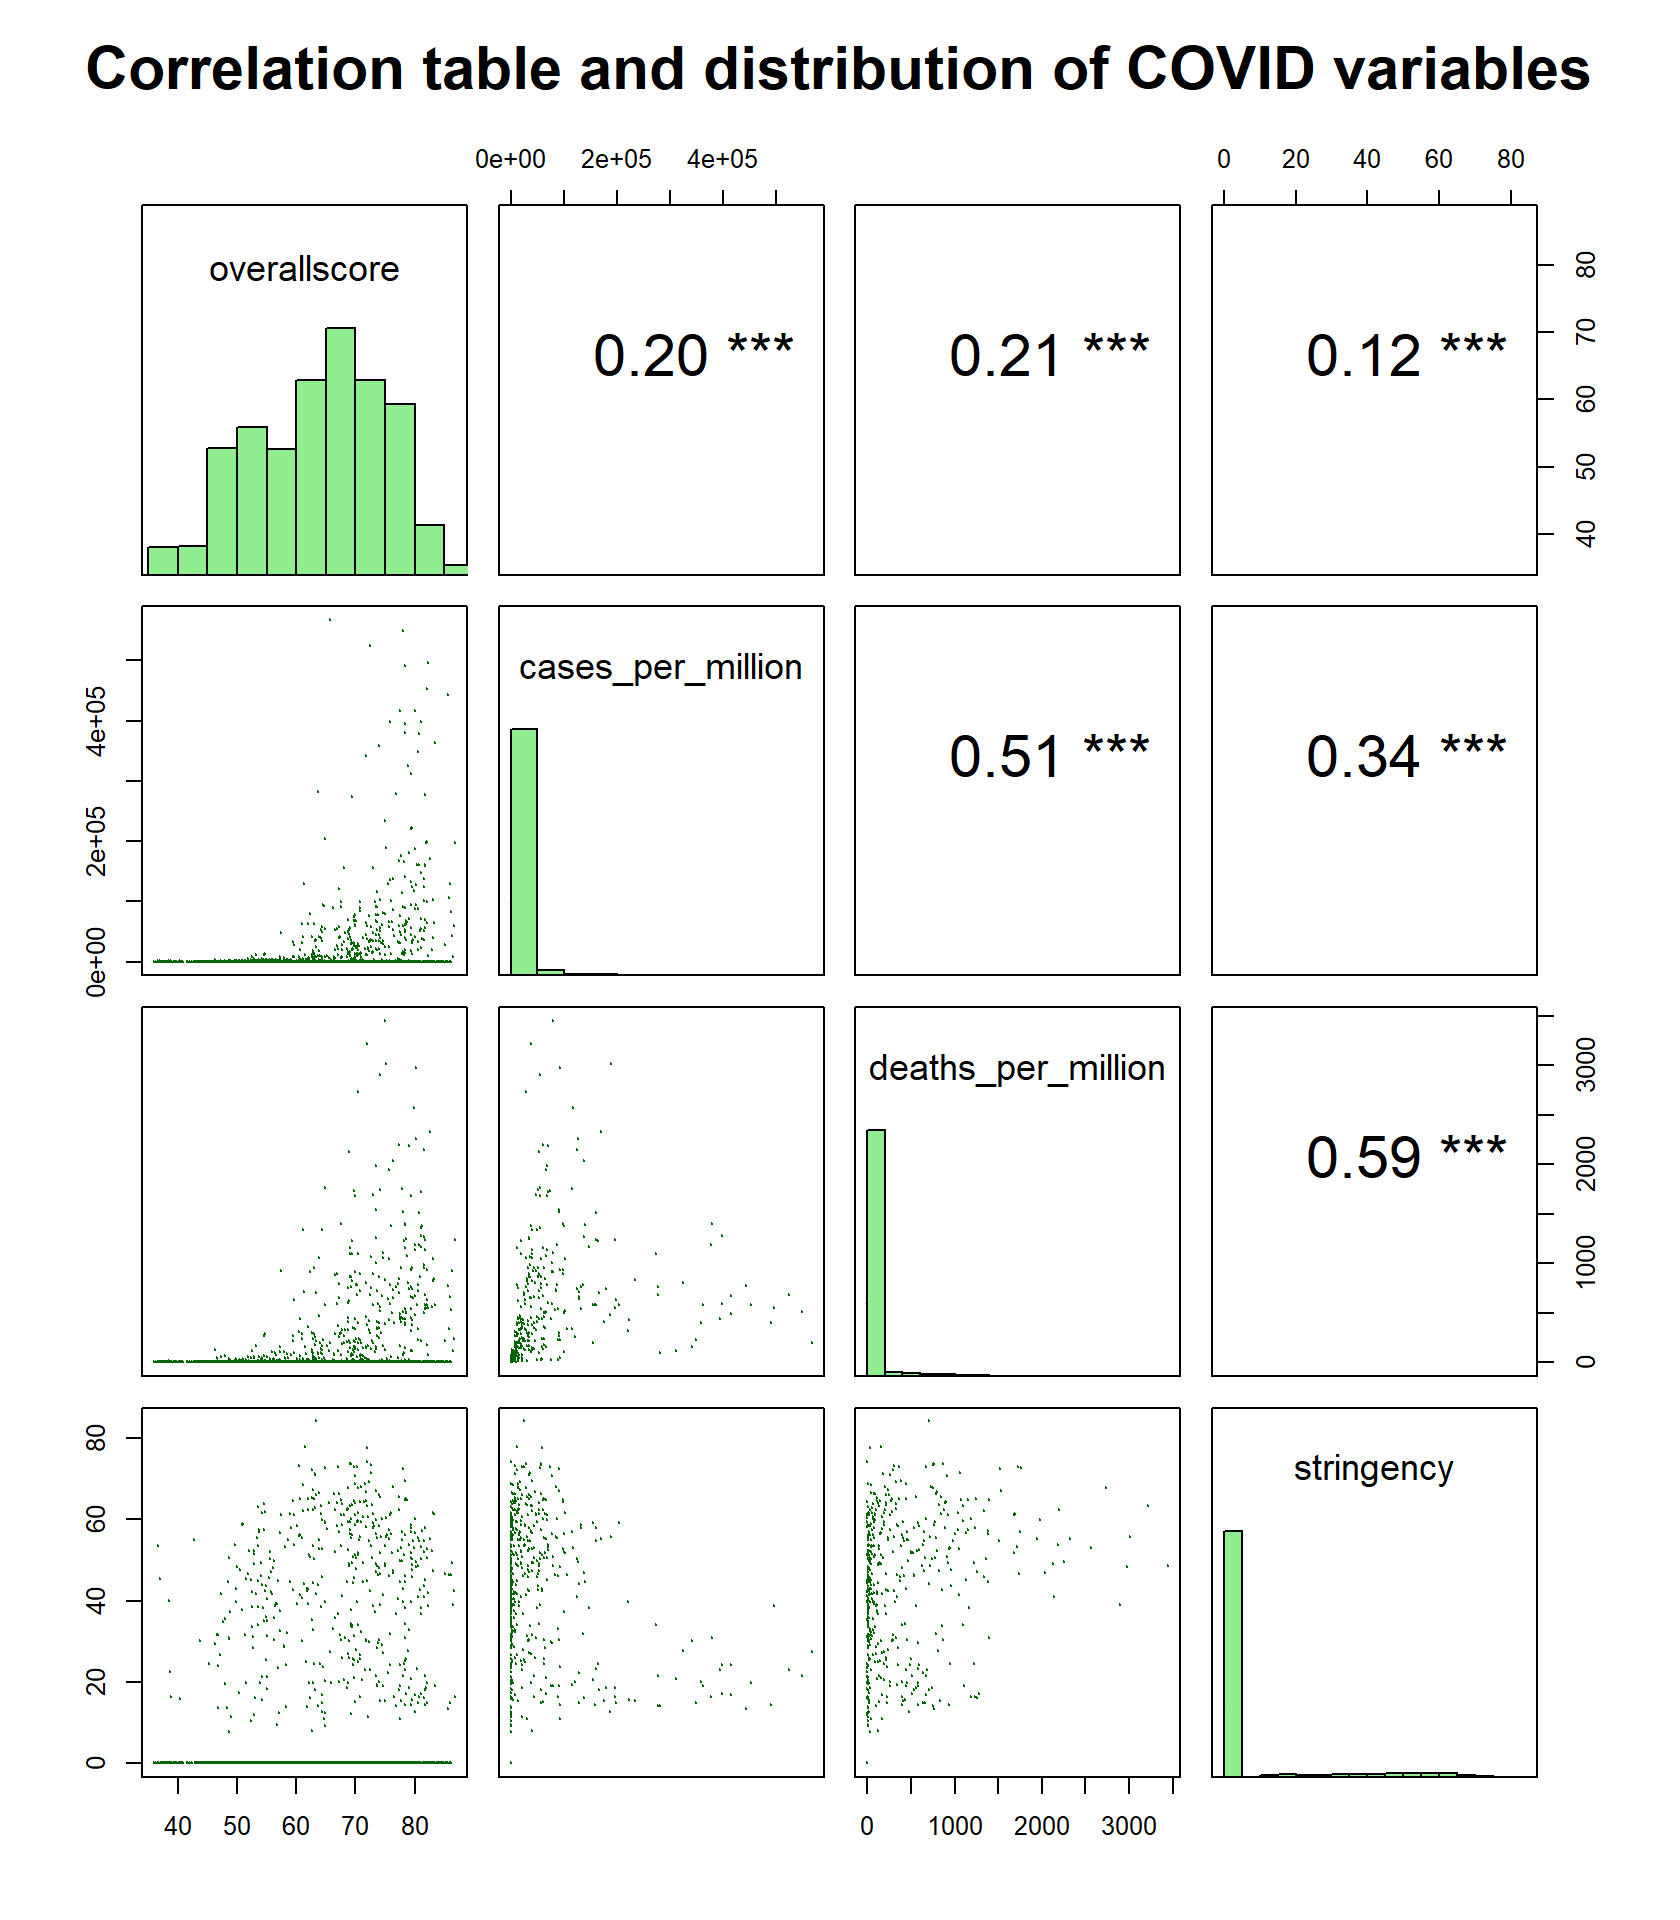 Correlation table and distribution of COVID variables
0e+00 2e+05 4e+05
0 20 40 60 80
overallscore
0.20 ***
0.21 ***
0.12 ***
40 50 60 70 80
cases_per_million
0.51 ***
0.34 ***
0e+00 2e+05 4e+05
deaths_per_million
0.59 ***
0 1000 2000 3000
stringency
0 20 40 60 80
40 50 60 70 80
0 1000 2000 3000